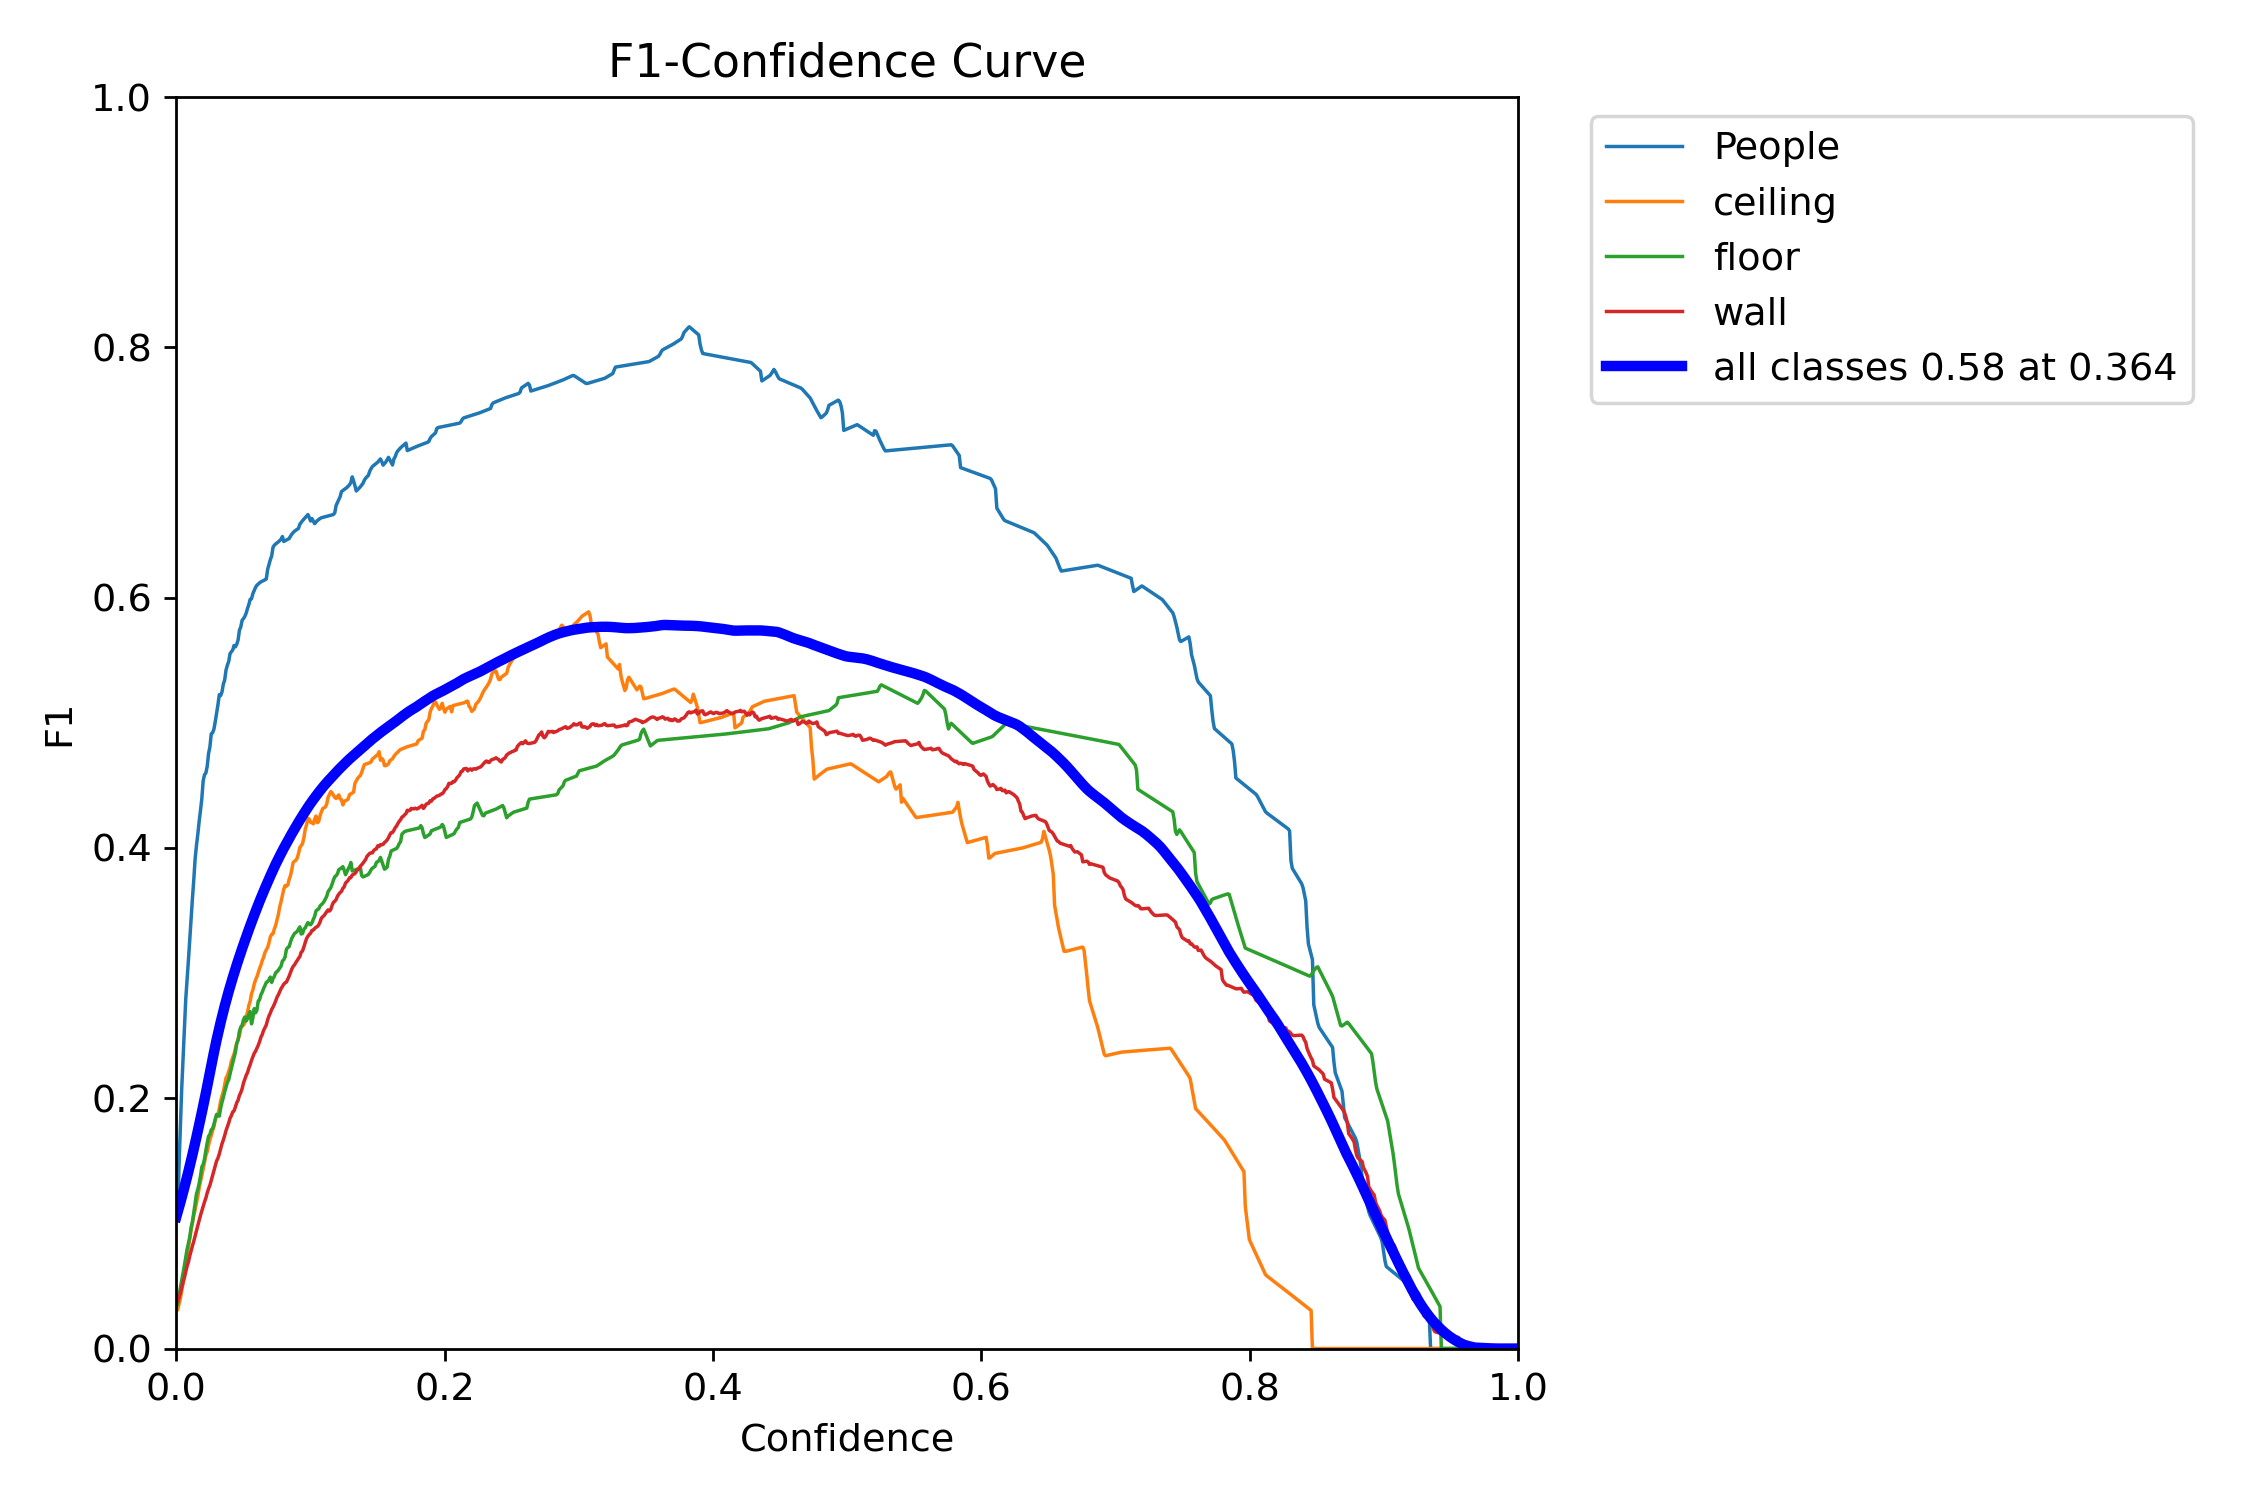 F1-Confidence Curve
1.0
0.8
0.6
0.4
0.2
0.0
F1
0.0 0.2 0.4 0.6 0.8 1.0
Confidence
People
ceiling
floor
wall
all classes 0.58 at 0.364